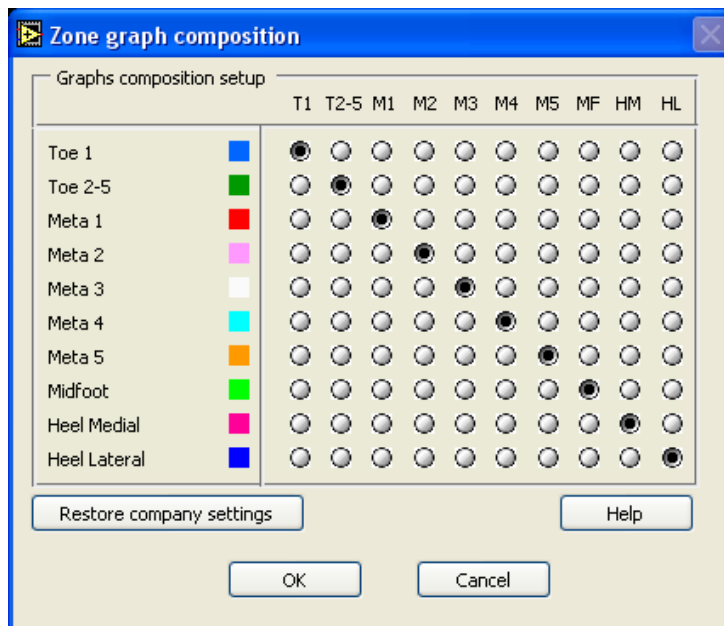 Zone graph composition
Graphs composition setup
T1 T2-5 M1 M2 M3 M4 M5 MF HM HL
Toe 1
Toe 2-5
Meta 1
Meta 2
Meta 3
Meta 4
Meta 5
Midfoot
Heel Medial
Heel Lateral
Restore company settings Help
OK Cancel